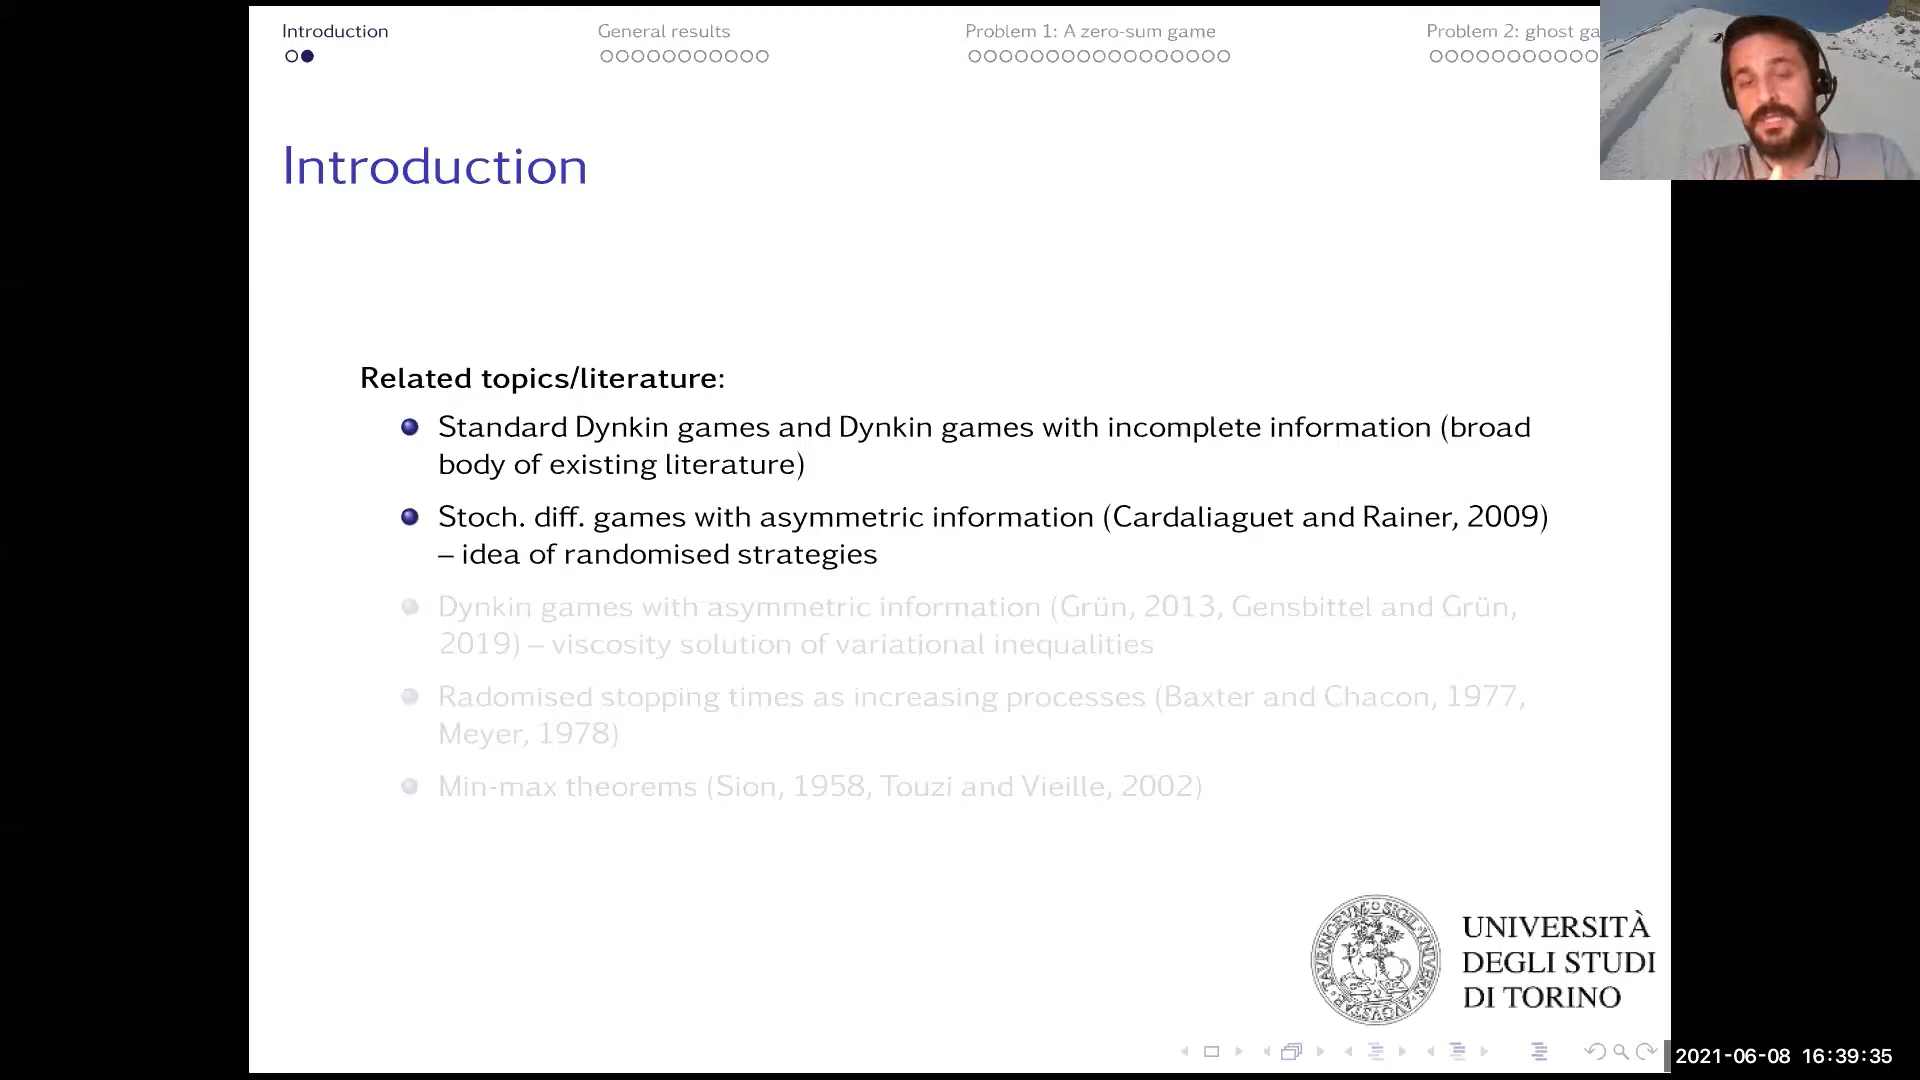 Introduction
General results
Problem 1: A zero-sum game
Problem 2: ghost ga
Introduction
Related topics/literature:
Standard Dynkin games and Dynkin games with incomplete information (broad
body of existing literature)
Stoch. diff. games with asymmetric information (Cardaliaguet and Rainer, 2009)
– idea of randomised strategies
Dynkin games with asymmetric information (Grün, 2013, Gensbittel and Grün,
2019) – viscosity solution of variational inequalities
Radomised stopping times as increasing processes (Baxter and Chacon, 1977,
Meyer, 1978)
Min-max theorems (Sion, 1958, Touzi and Vieille, 2002)
UNIVERSITÀ
DEGLI STUDI
DI TORINO
2021-06-08 16:39:35